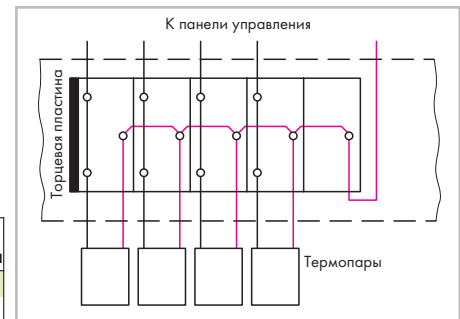 К панели управления
Торцевая пластина
Термопары